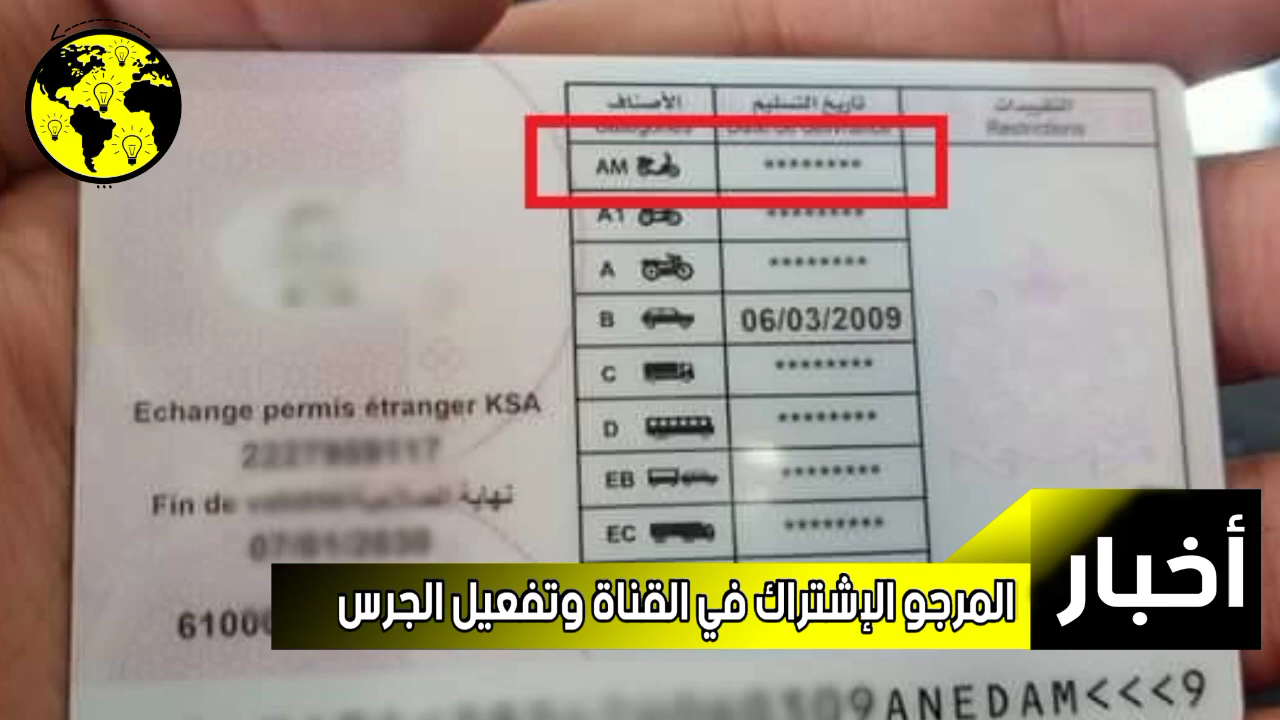 الأصناف تاريخ التسليم التقييدات
Catégories Date de délivrance Restrictions
AM ********
A1 ********
A ********
B 06/03/2009
C ********
D ********
EB ********
EC ********
Echange permis étranger KSA
Fin de نهاية
أخبار
المرجو الإشتراك في القناة وتفعيل الجرس
ANEDAM<<<9